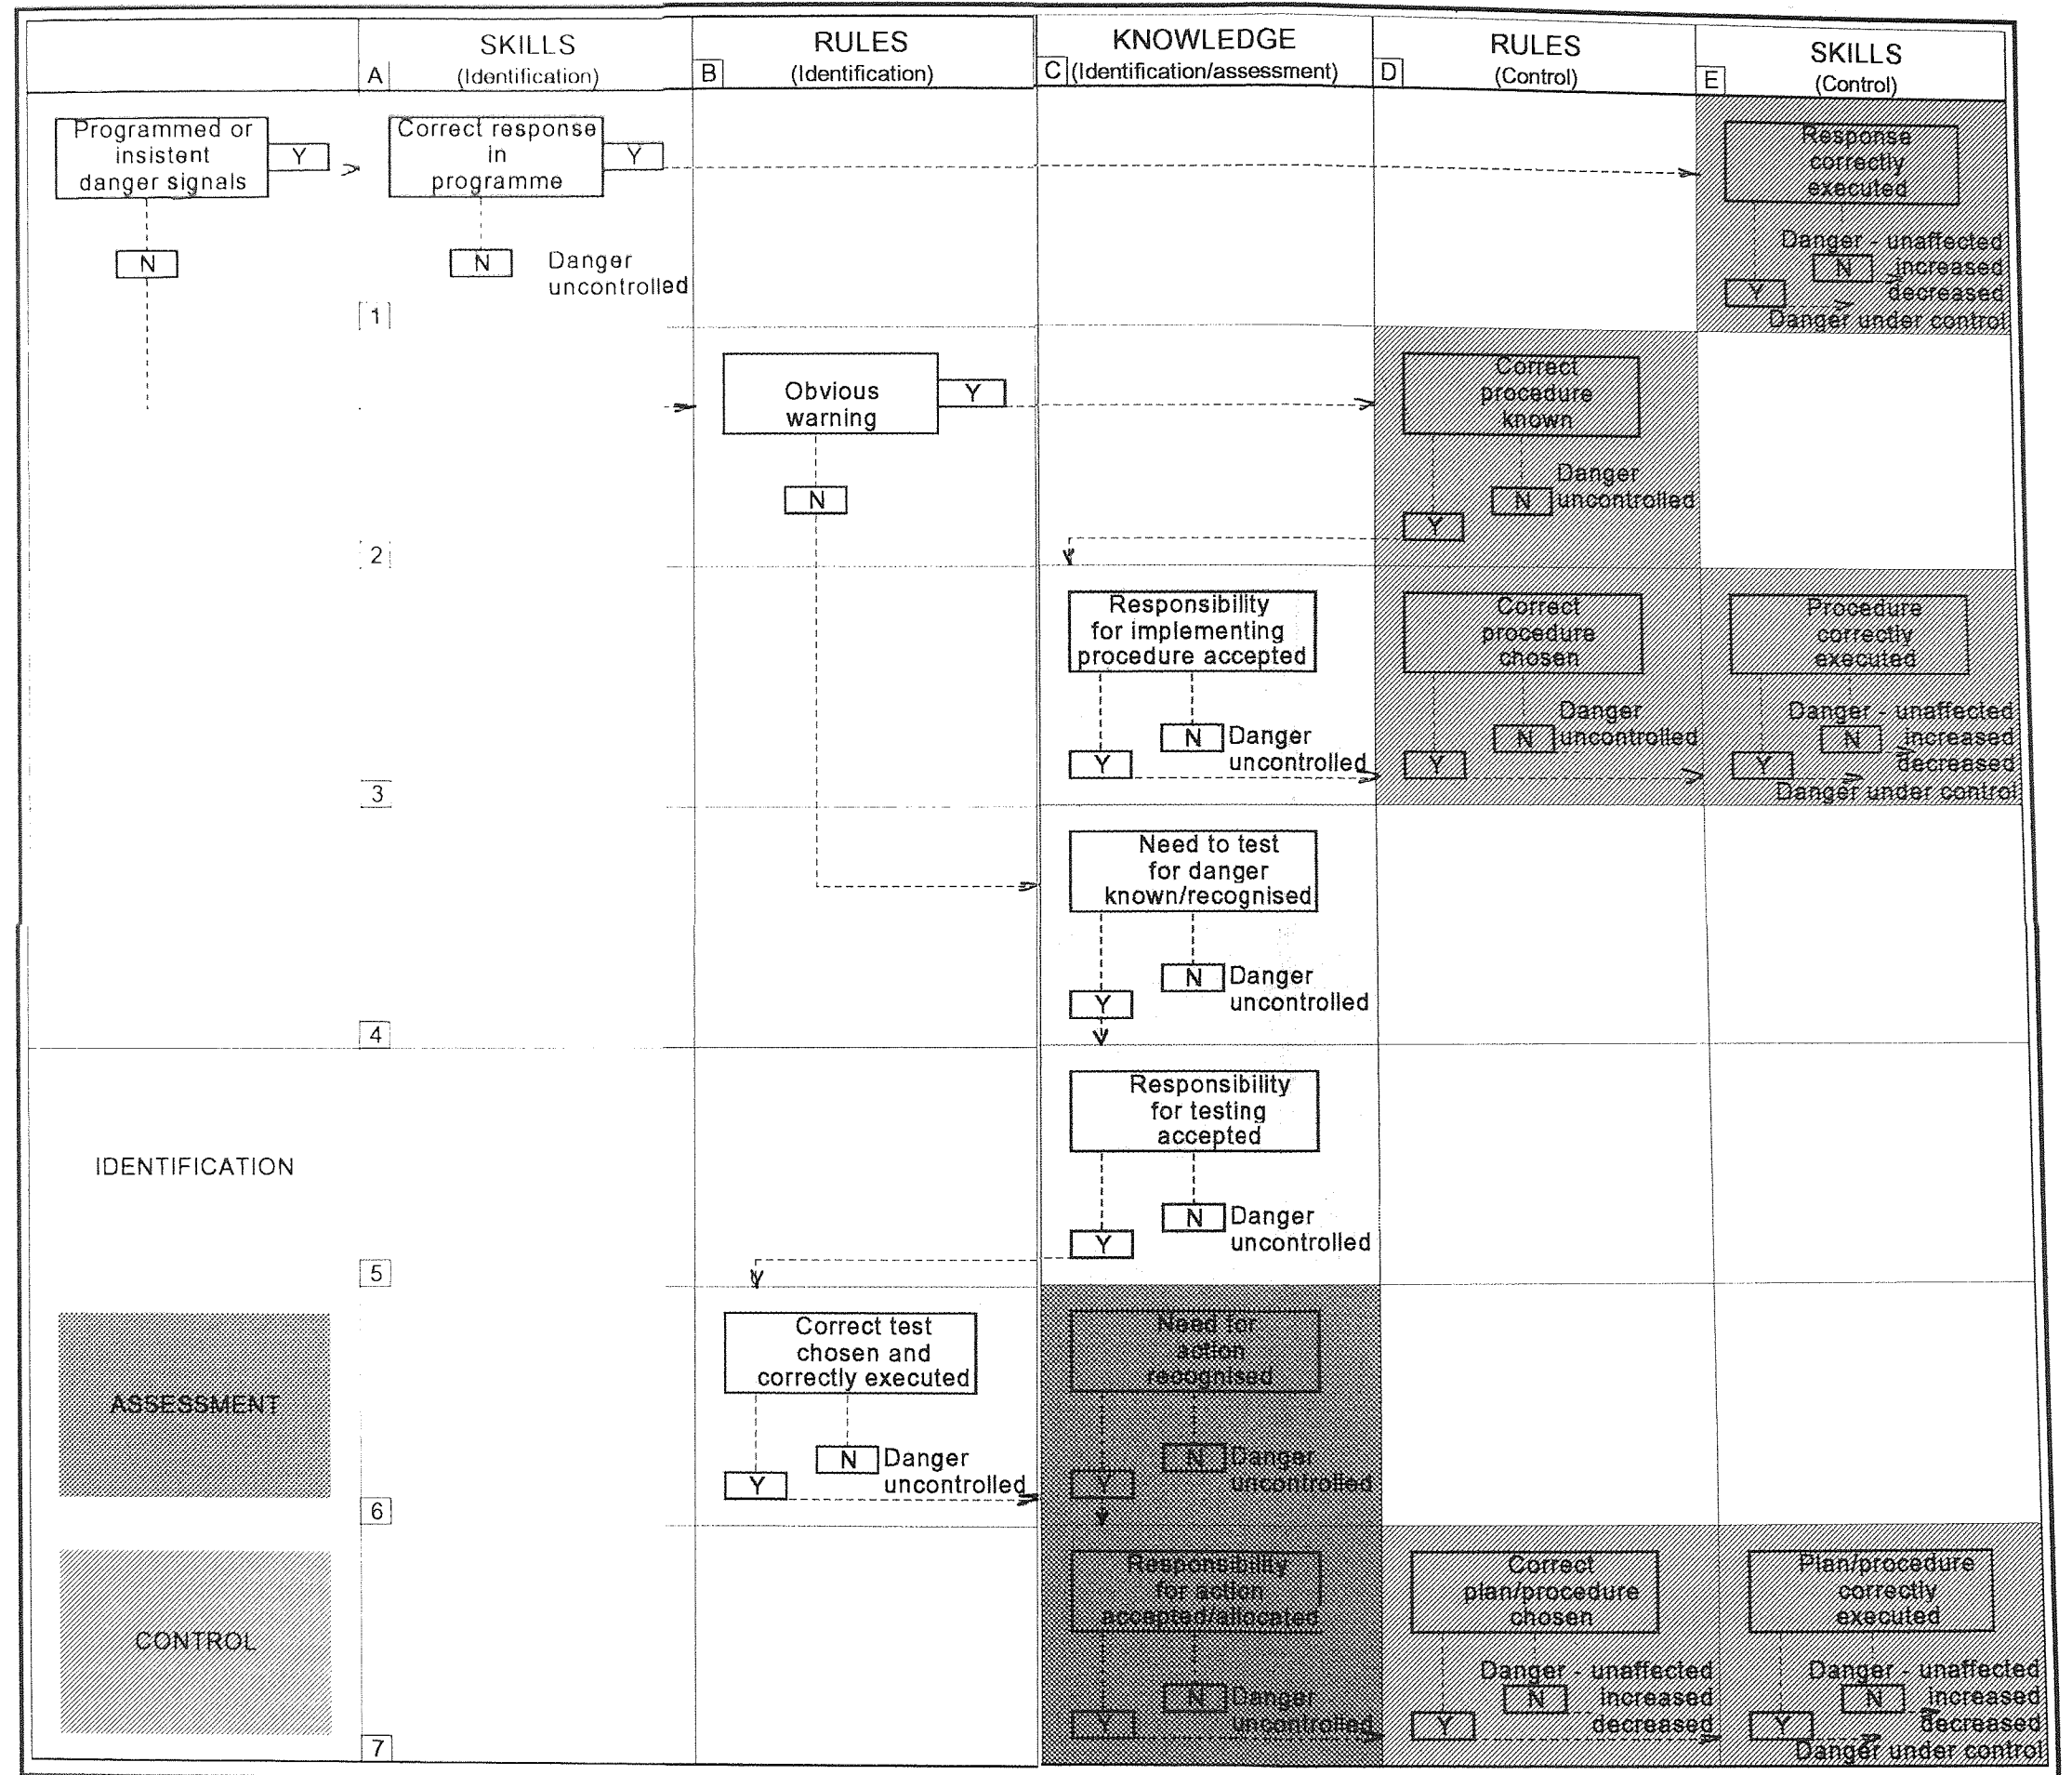 SKILLS
(Identification)
A
RULES
(Identification)
B
KNOWLEDGE
(Identification/assessment)
C
RULES
(Control)
D
SKILLS
(Control)
E
Programmed or
insistent
danger signals
Y
N
Correct response
in
programme
Y
N
Danger
uncontrolled
Response
correctly
executed
Danger - unaffected
N
increased
Y
decreased
Danger under control
1
Obvious
warning
Y
N
Correct
procedure
known
Danger
N
uncontrolled
Y
2
Responsibility
for implementing
procedure accepted
N
Danger
uncontrolled
Y
Correct
procedure
chosen
Danger
N
uncontrolled
Y
Procedure
correctly
executed
Danger - unaffected
N
increased
Y
decreased
Danger under control
3
Need to test
for danger
known/recognised
N
Danger
uncontrolled
Y
4
Responsibility
for testing
accepted
N
Danger
uncontrolled
Y
IDENTIFICATION
5
Correct test
chosen and
correctly executed
N
Danger
uncontrolled
Y
Need for
action
recognised
N
Danger
uncontrolled
Y
ASSESSMENT
6
Responsibility
for action
accepted/allocated
N
Danger
uncontrolled
Y
Correct
plan/procedure
chosen
Danger - unaffected
N
increased
Y
decreased
Plan/procedure
correctly
executed
Danger - unaffected
N
increased
Y
decreased
Danger under control
CONTROL
7